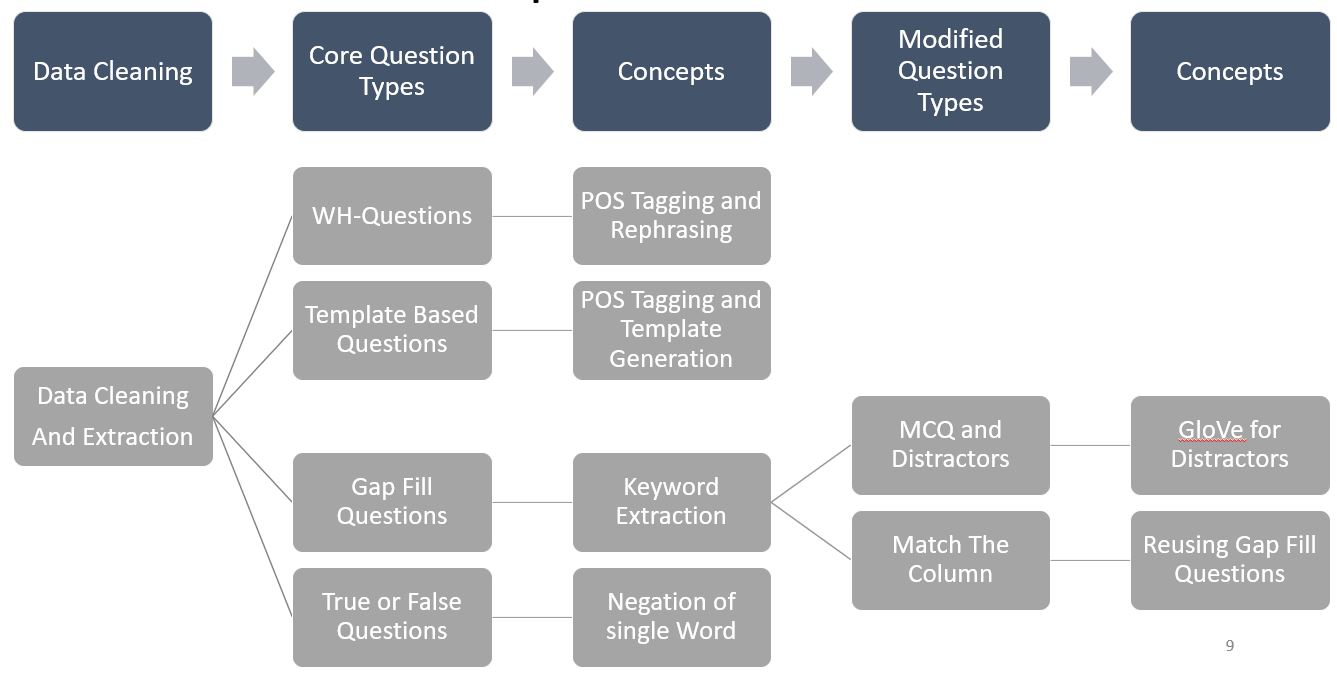 Data Cleaning
Core Question
Types
Concepts
Modified
Question
Types
Concepts
WH-Questions
POS Tagging and
Rephrasing
Template Based
Questions
POS Tagging and
Template
Generation
Data Cleaning
And Extraction
Gap Fill
Questions
Keyword
Extraction
MCQ and
Distractors
GloVe for
Distractors
Match The
Column
Reusing Gap Fill
Questions
True or False
Questions
Negation of
single Word
9